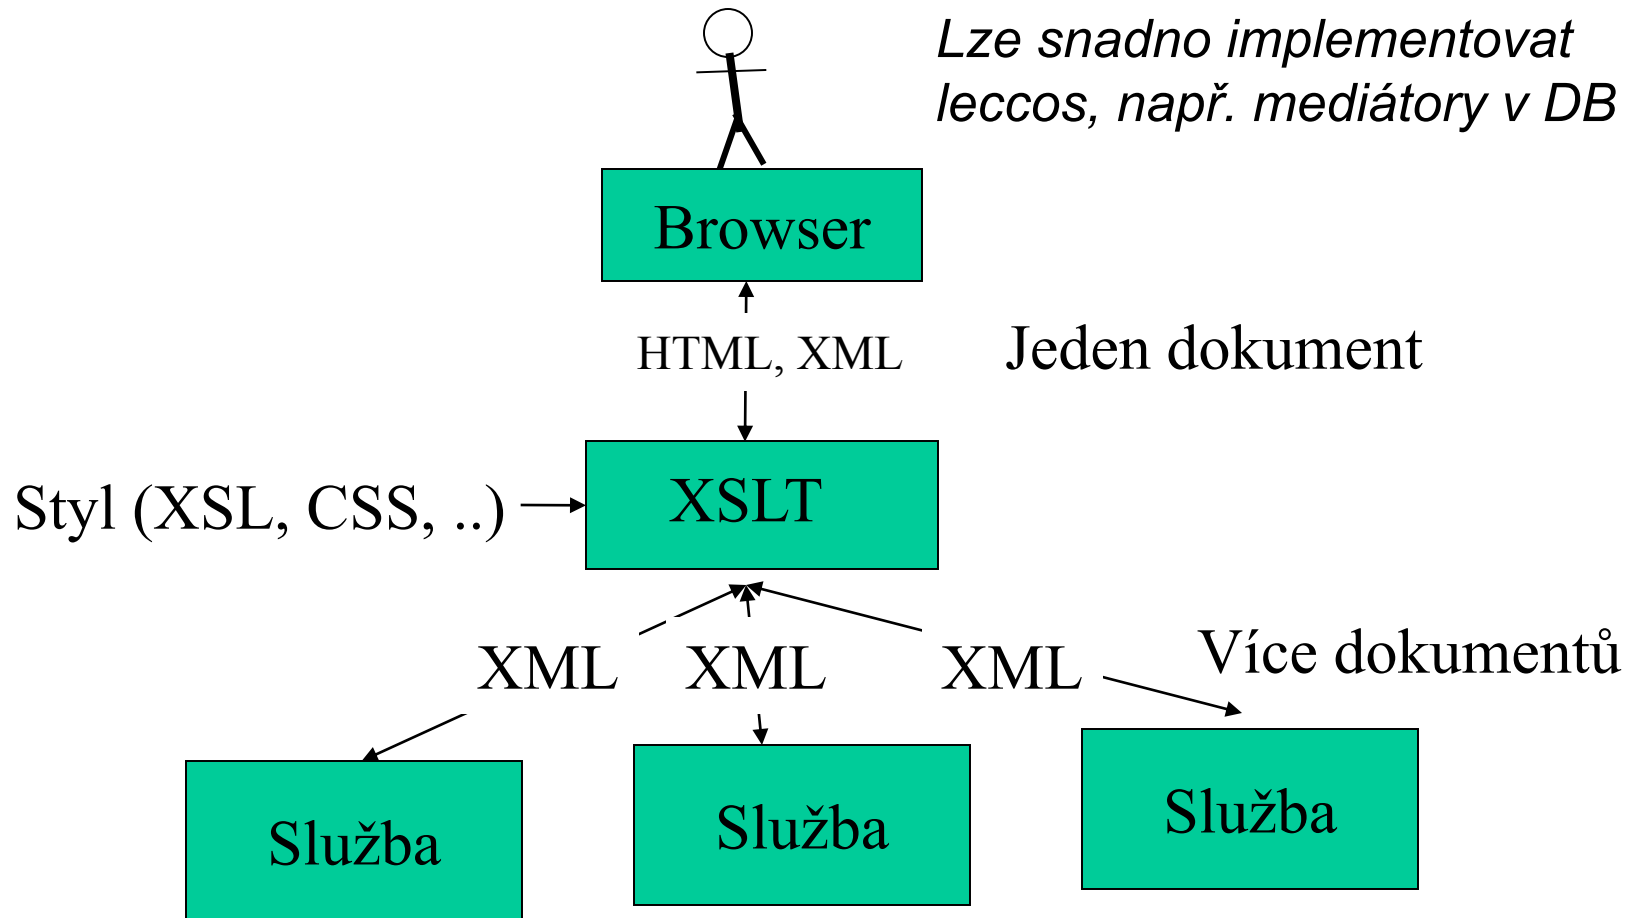 Lze snadno implementovat
leccos, např. mediátory v DB
Browser
HTML, XML
Jeden dokument
Styl (XSL, CSS, ..)
XSLT
XML
XML
XML
Více dokumentů
Služba
Služba
Služba